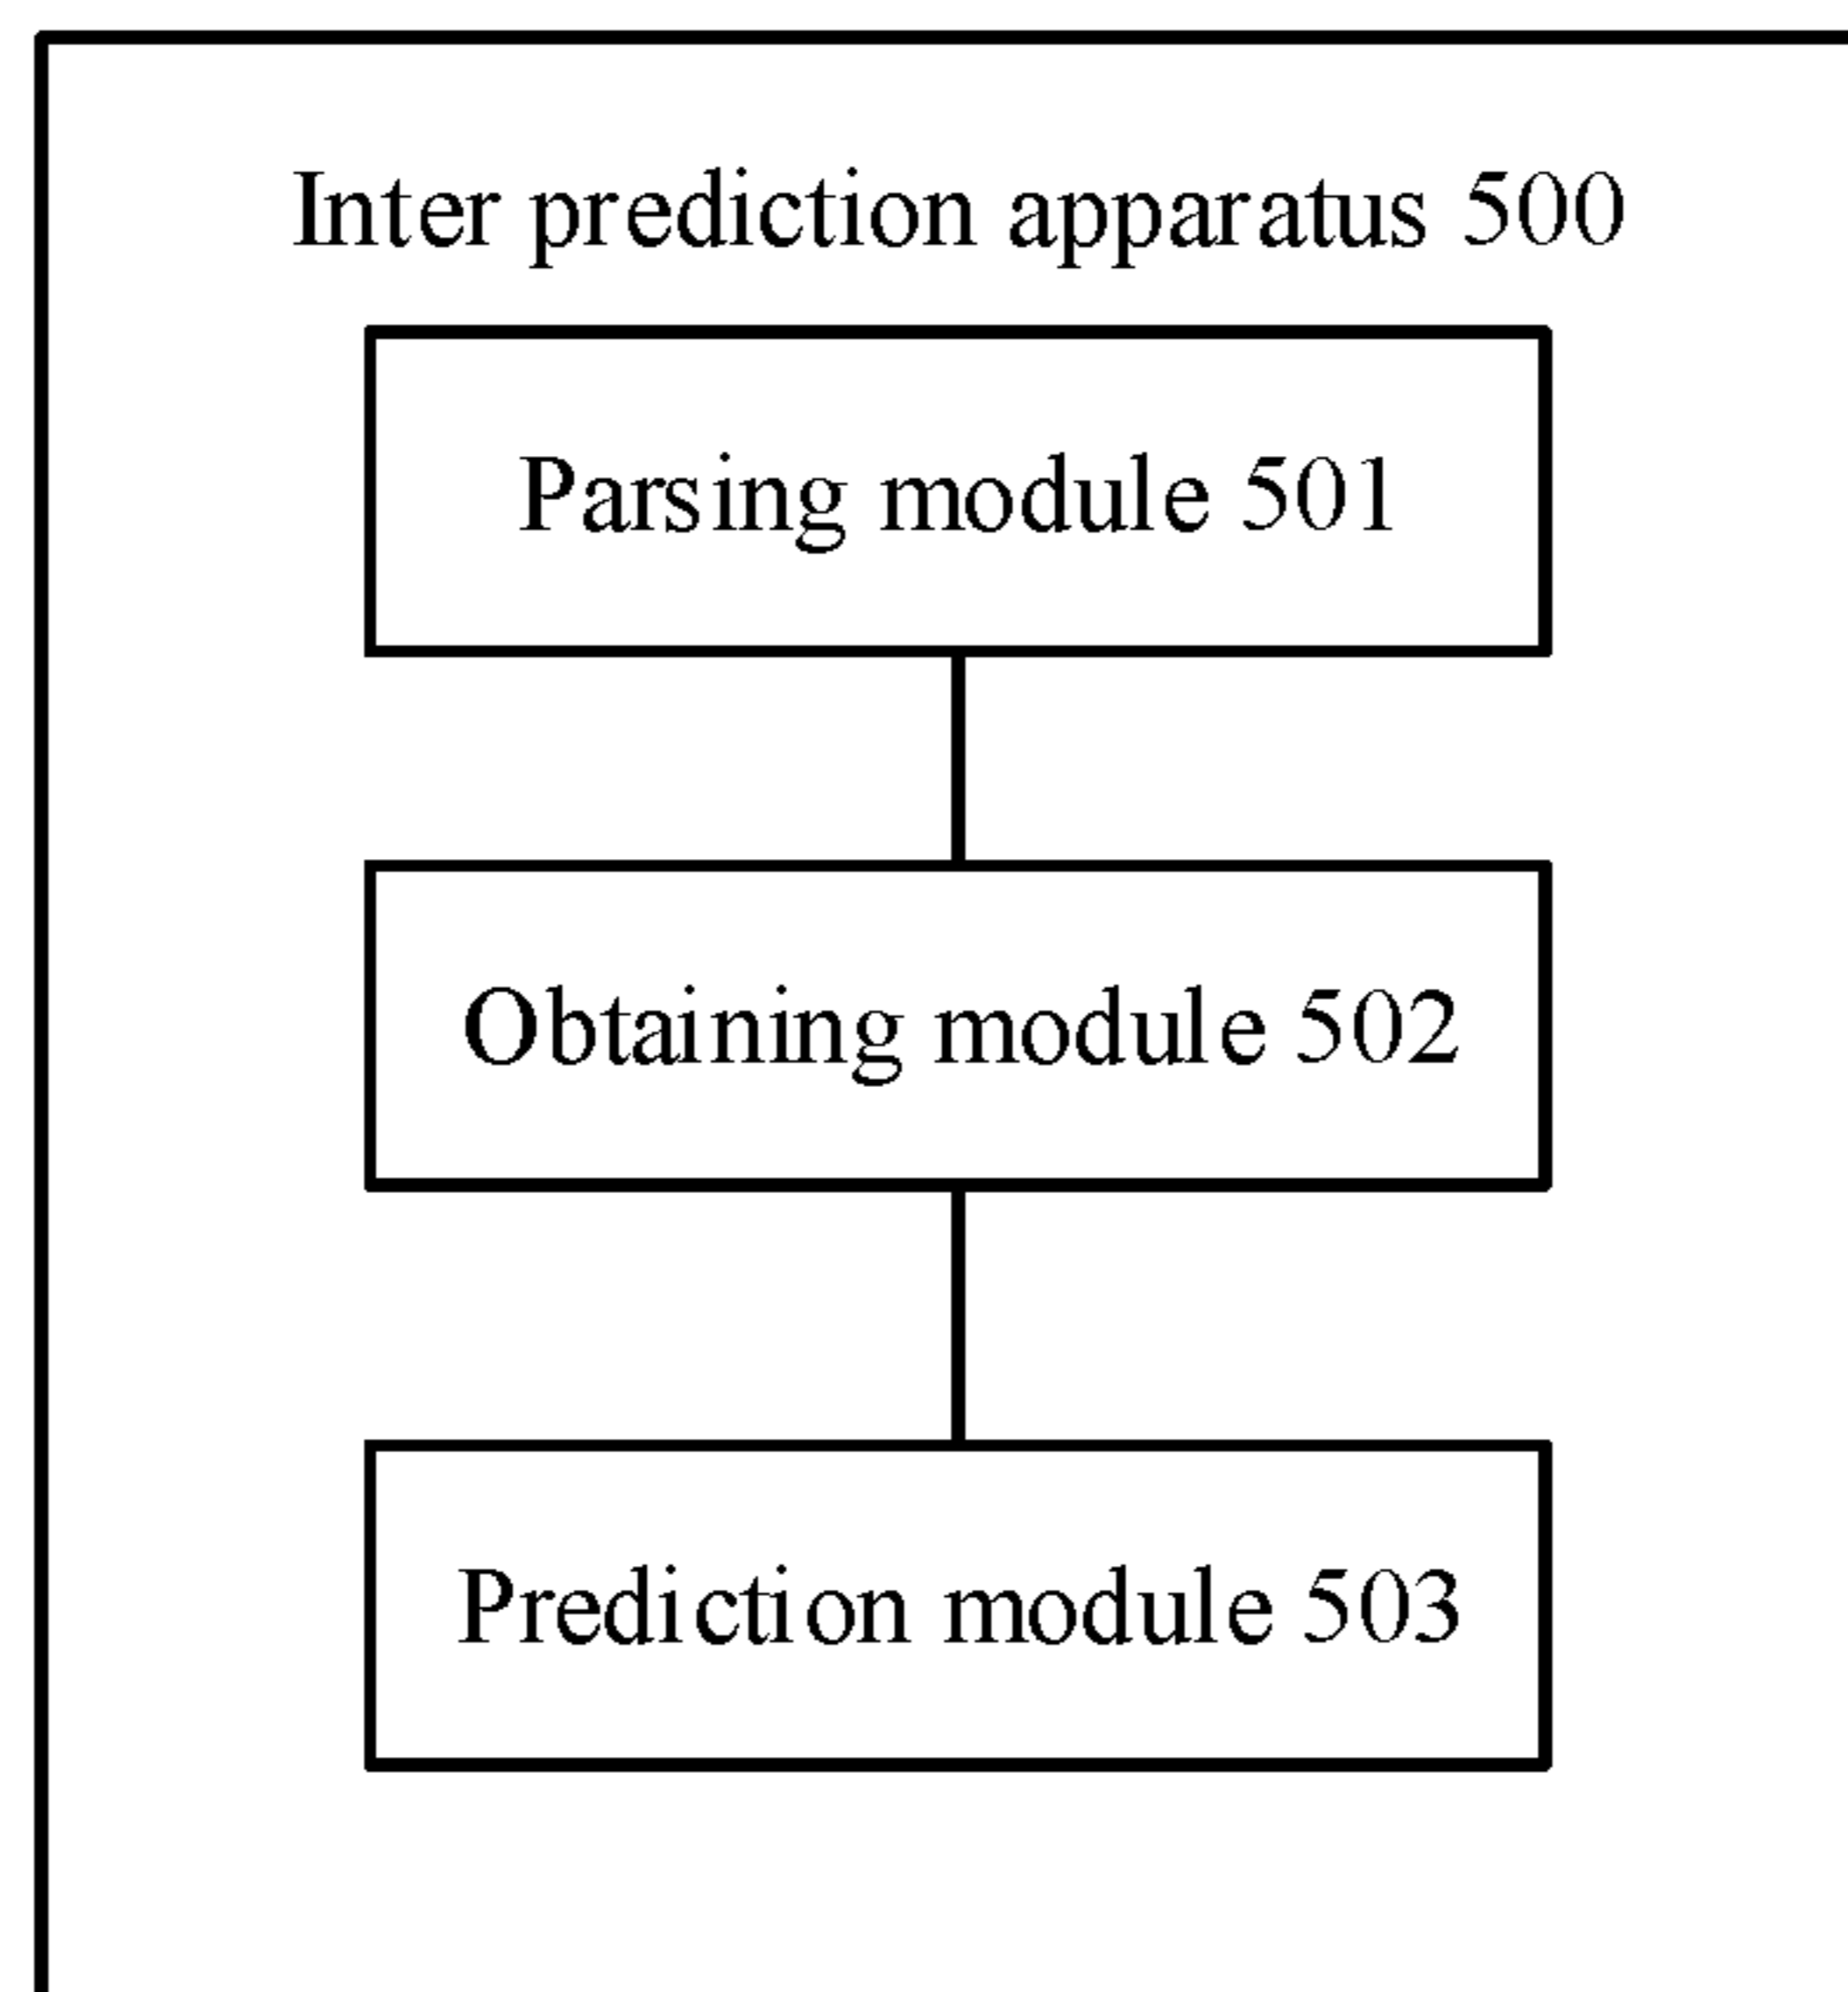 Inter prediction apparatus 500
Parsing module 501
Obtaining module 502
Prediction module 503